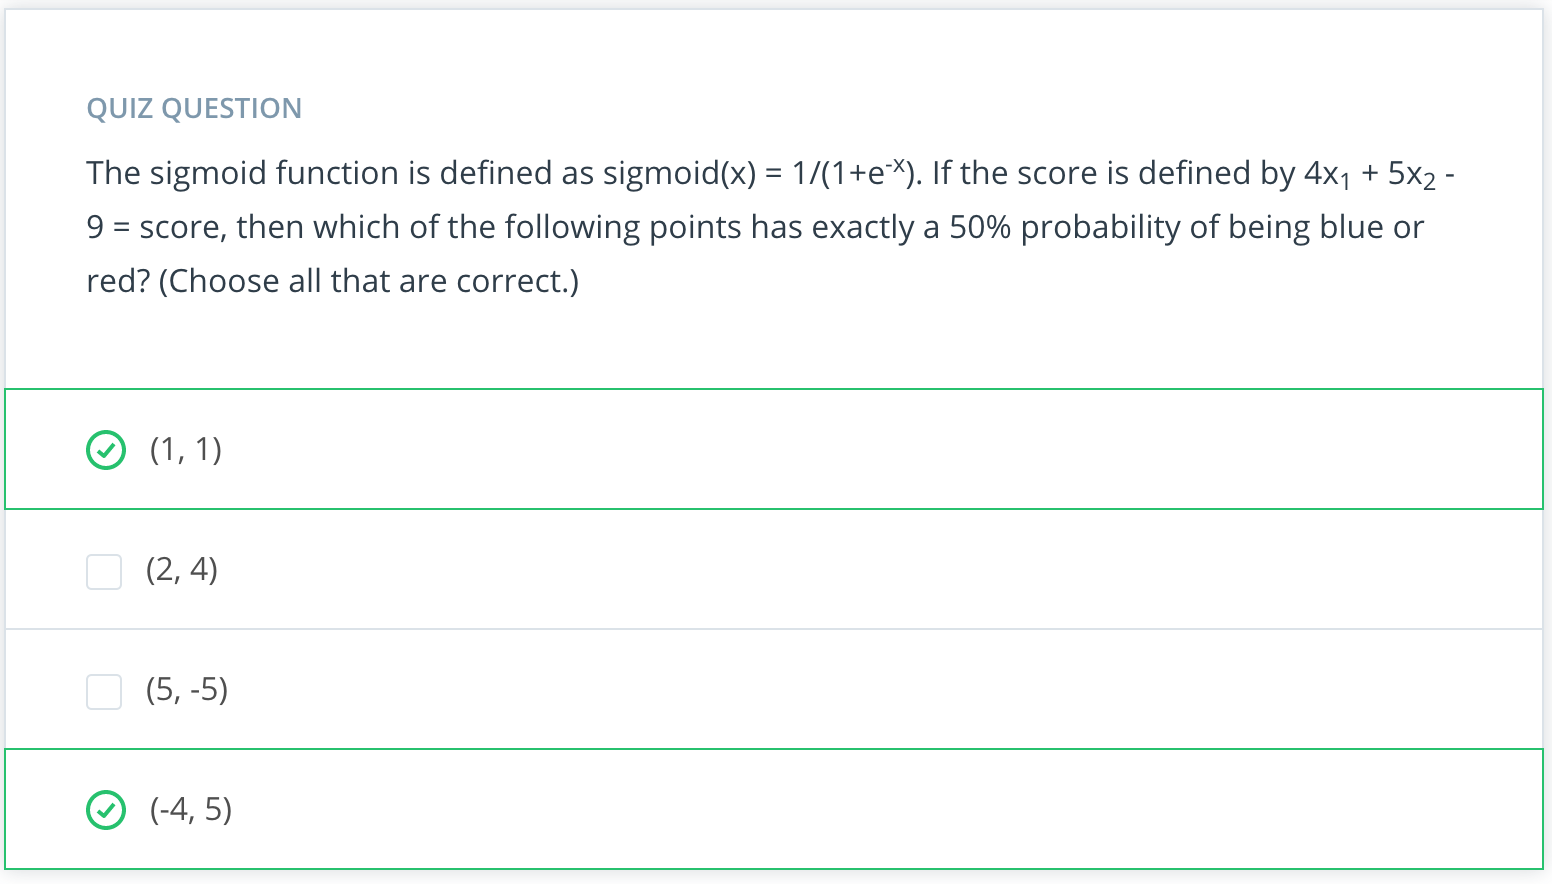 QUIZ QUESTION
The sigmoid function is defined as sigmoid(x) = 1/(1+e⁻ˣ). If the score is defined by 4x₁ + 5x₂ -
9 = score, then which of the following points has exactly a 50% probability of being blue or
red? (Choose all that are correct.)
(1, 1)
(2, 4)
(5, -5)
(-4, 5)